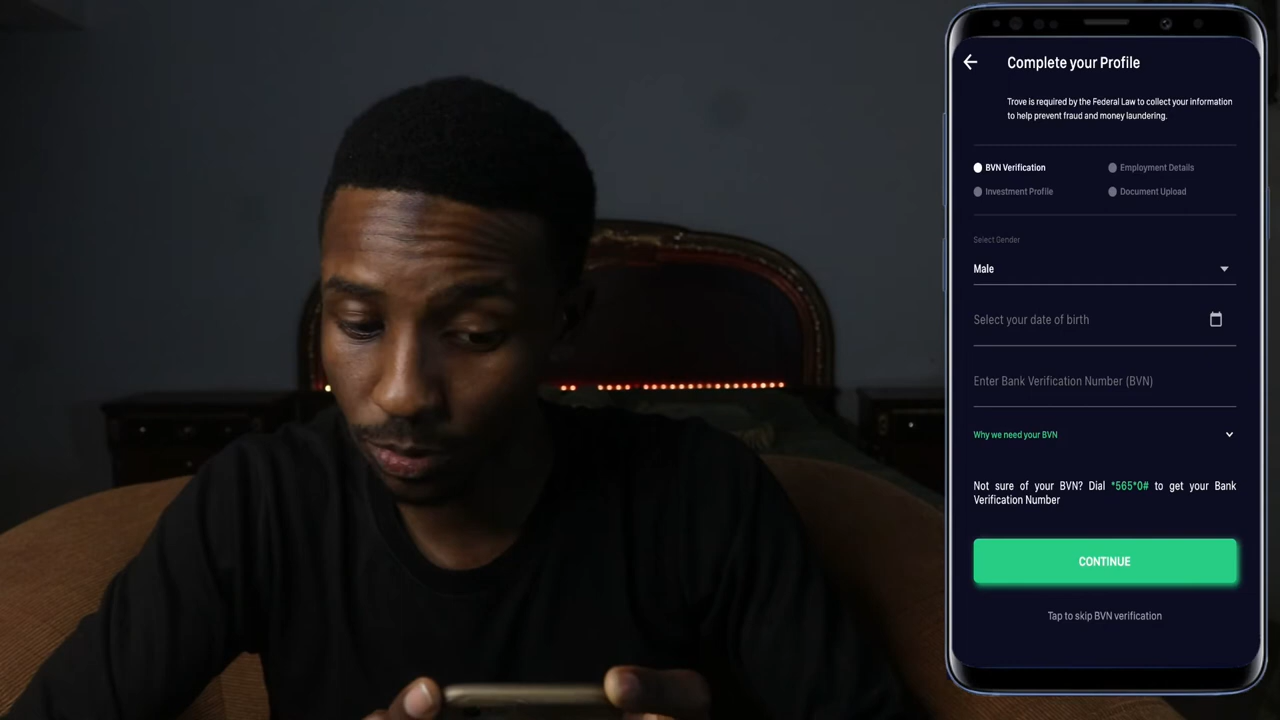 Complete your Profile
Trove is required by the Federal Law to collect your information
to help prevent fraud and money laundering.
BVN Verification
Employment Details
Investment Profile
Document Upload
Select Gender
Male
Select your date of birth
Enter Bank Verification Number (BVN)
Why we need your BVN
Not sure of your BVN? Dial *565*0# to get your Bank
Verification Number
CONTINUE
Tap to skip BVN verification